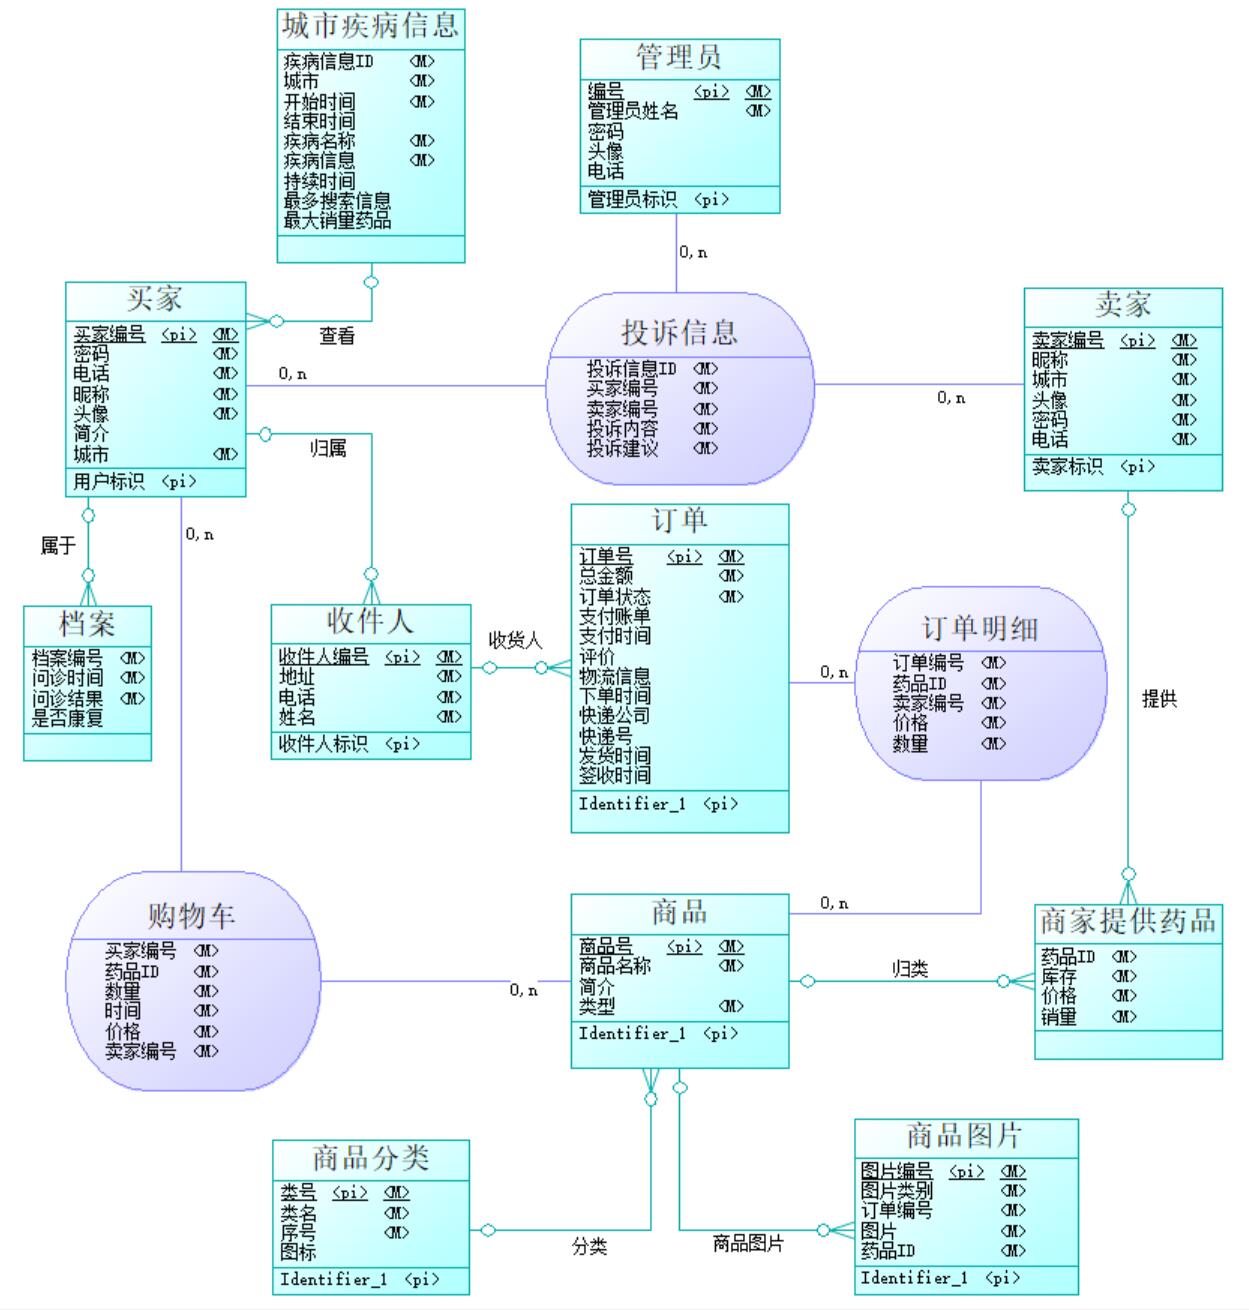 城市疾病信息
疾病信息ID <M>
城市 <M>
开始时间 <M>
结束时间
疾病名称 <M>
疾病信息 <M>
持续时间
最多搜索信息
最大销量药品
管理员
编号 <pi> <M>
管理员姓名 <M>
密码
头像
电话
管理员标识 <pi>
0,n
查看
买家
买家编号 <pi> <M>
密码 <M>
电话 <M>
昵称 <M>
头像 <M>
简介
城市 <M>
用户标识 <pi>
0,n
归属
投诉信息
投诉信息ID <M>
买家编号 <M>
卖家编号 <M>
投诉内容 <M>
投诉建议 <M>
0,n
卖家
卖家编号 <pi> <M>
昵称 <M>
城市 <M>
头像 <M>
密码 <M>
电话 <M>
卖家标识 <pi>
属于
0,n
档案
档案编号 <M>
问诊时间 <M>
问诊结果 <M>
是否康复
收件人
收件人编号 <pi> <M>
地址 <M>
电话 <M>
姓名 <M>
收件人标识 <pi>
收货人
订单
订单号 <pi> <M>
总金额 <M>
订单状态 <M>
支付账单
支付时间
评价
物流信息
下单时间
快递公司
快递号
发货时间
签收时间
Identifier_1 <pi>
0,n
订单明细
订单编号 <M>
药品ID <M>
卖家编号 <M>
价格 <M>
数量 <M>
提供
购物车
买家编号 <M>
药品ID <M>
数量 <M>
时间 <M>
价格 <M>
卖家编号 <M>
0,n
商品
商品号 <pi> <M>
商品名称 <M>
简介
类型 <M>
Identifier_1 <pi>
0,n
归类
商家提供药品
药品ID <M>
库存 <M>
价格 <M>
销量 <M>
商品分类
类号 <pi> <M>
类名 <M>
序号 <M>
图标
Identifier_1 <pi>
分类
商品图片
商品图片
图片编号 <pi> <M>
图片类别 <M>
订单编号 <M>
图片 <M>
药品ID <M>
Identifier_1 <pi>